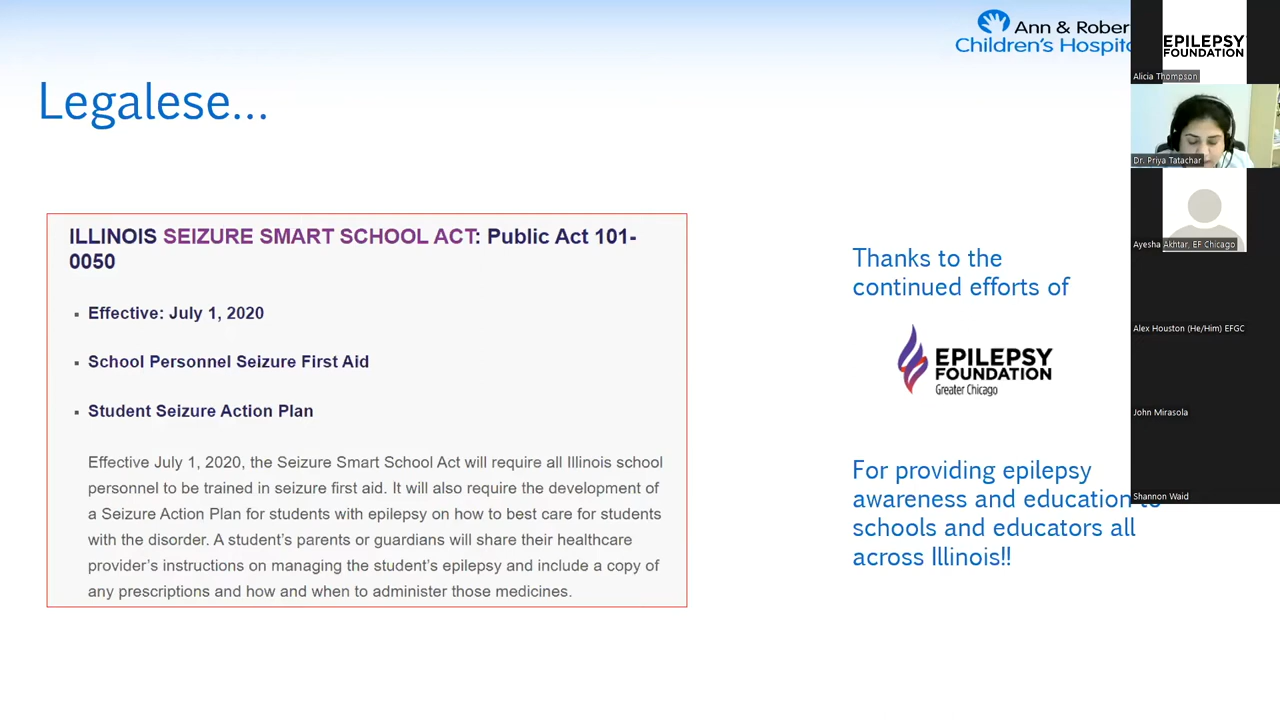 Ann & Rober
Children's Hospit
Legalese...
ILLINOIS SEIZURE SMART SCHOOL ACT: Public Act 101-
0050
▪ Effective: July 1, 2020
▪ School Personnel Seizure First Aid
▪ Student Seizure Action Plan
Effective July 1, 2020, the Seizure Smart School Act will require all Illinois school
personnel to be trained in seizure first aid. It will also require the development of
a Seizure Action Plan for students with epilepsy on how to best care for students
with the disorder. A student's parents or guardians will share their healthcare
provider's instructions on managing the student's epilepsy and include a copy of
any prescriptions and how and when to administer those medicines.
Thanks to the
continued efforts of
EPILEPSY
FOUNDATION
Greater Chicago
For providing epilepsy
awareness and education to
schools and educators all
across Illinois!!
EPILEPSY
FOUNDATION
Alicia Thompson
Dr. Priya Tatachar
Ayesha Akhtar, EF Chicago
Alex Houston (He/Him) EFGC
John Mirasola
Shannon Waid